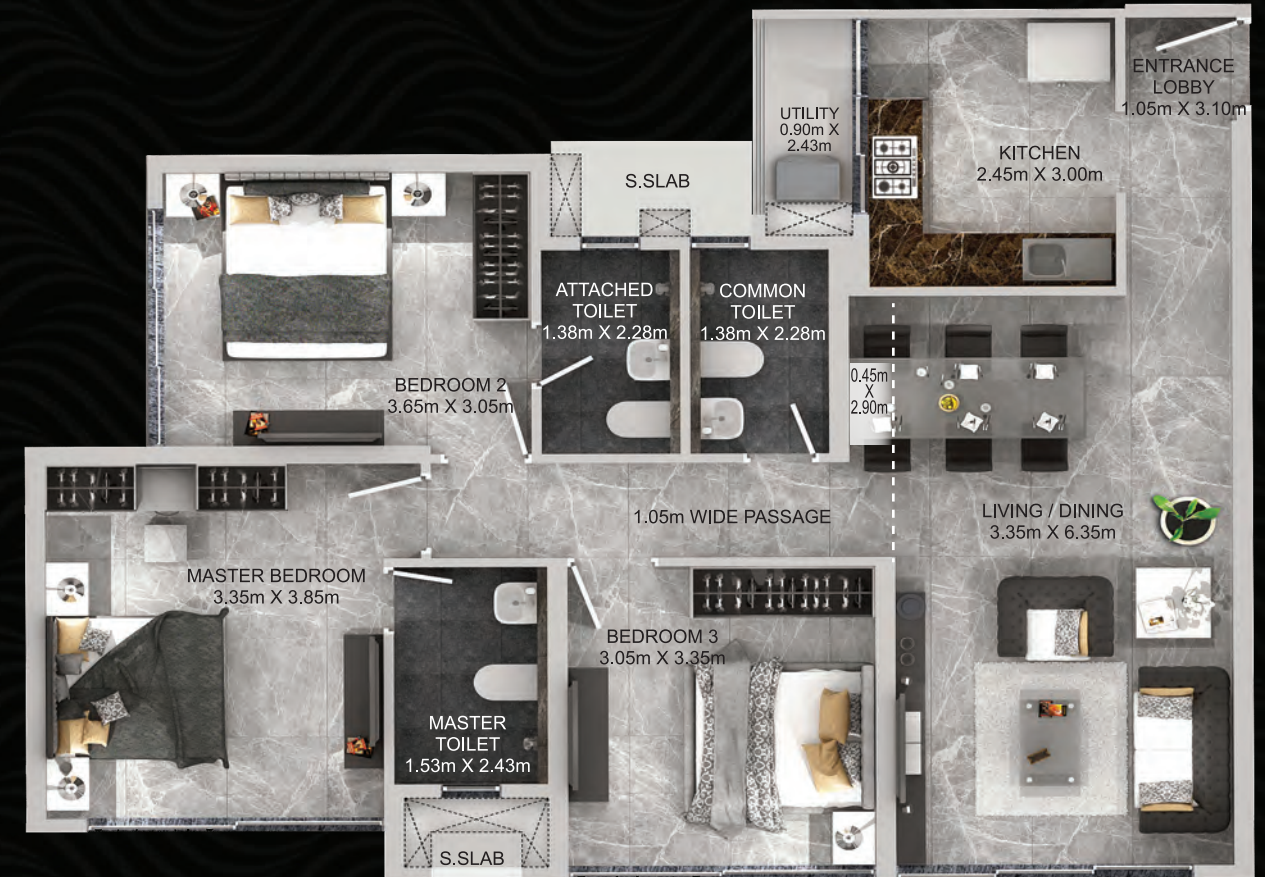 ENTRANCE
LOBBY
1.05m X 3.10m
UTILITY
0.90m X
2.43m
KITCHEN
2.45m X 3.00m
S.SLAB
ATTACHED
TOILET
1.38m X 2.28m
COMMON
TOILET
1.38m X 2.28m
BEDROOM 2
3.65m X 3.05m
0.45m
X
2.90m
1.05m WIDE PASSAGE
LIVING / DINING
3.35m X 6.35m
MASTER BEDROOM
3.35m X 3.85m
BEDROOM 3
3.05m X 3.35m
MASTER
TOILET
1.53m X 2.43m
S.SLAB